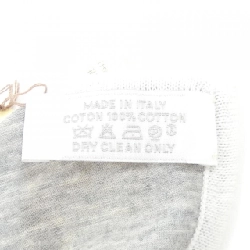 MADE IN ITALY
COTON 100% COTTON
DRY CLEAN ONLY